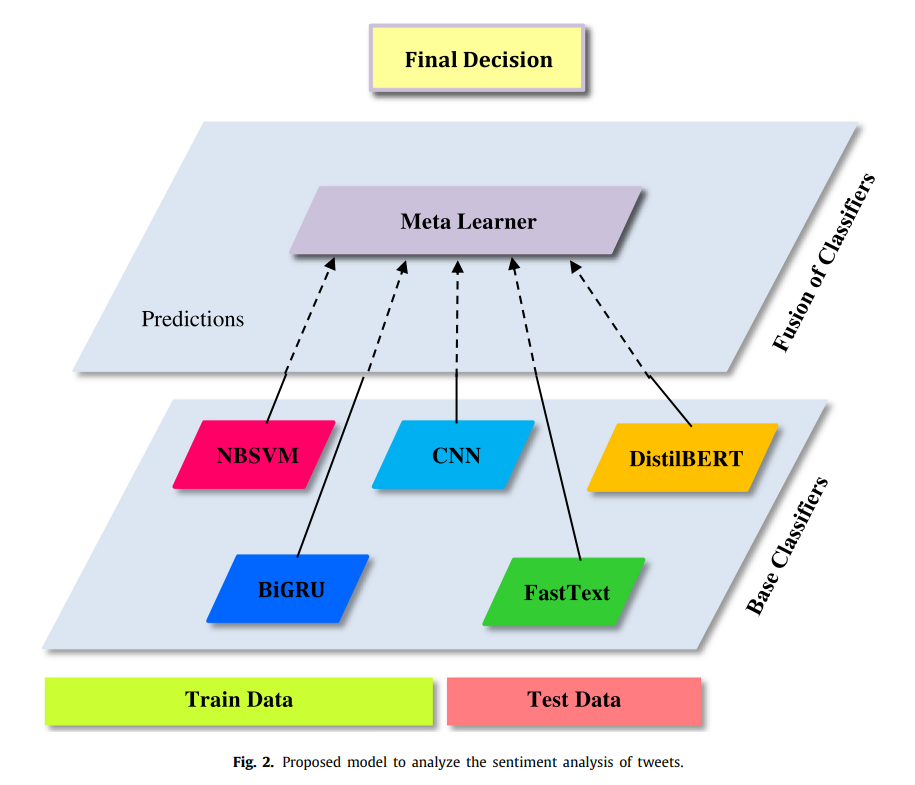 Final Decision
Meta Learner
Fusion of Classifiers
Predictions
NBSVM
CNN
DistilBERT
BiGRU
FastText
Base Classifiers
Train Data
Test Data
Fig. 2. Proposed model to analyze the sentiment analysis of tweets.